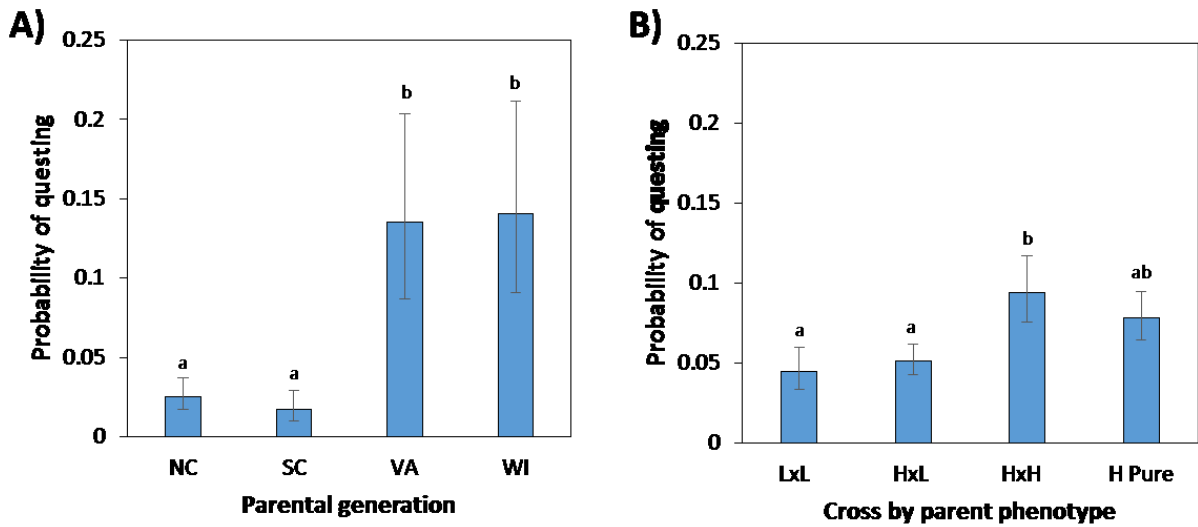 A)
0.25
0.2
0.15
0.1
0.05
0
Probability of questing
a
a
b
b
NC SC VA WI
Parental generation
B)
0.25
0.2
0.15
0.1
0.05
0
Probability of questing
a
a
b
ab
LxL HxL HxH H Pure
Cross by parent phenotype